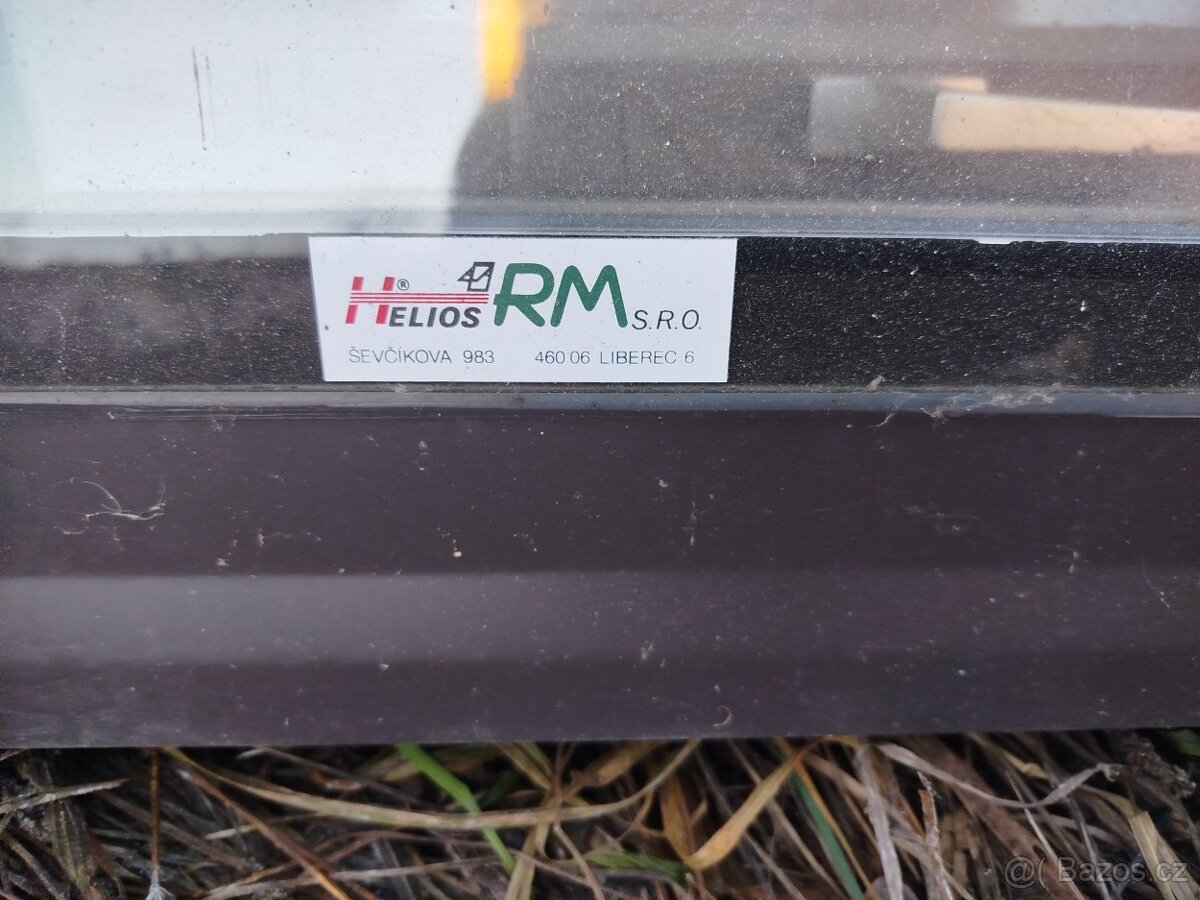 HELIOS® RM S.R.O.
ŠEVČÍKOVA 983 460 06 LIBEREC 6
@( Bazos.cz